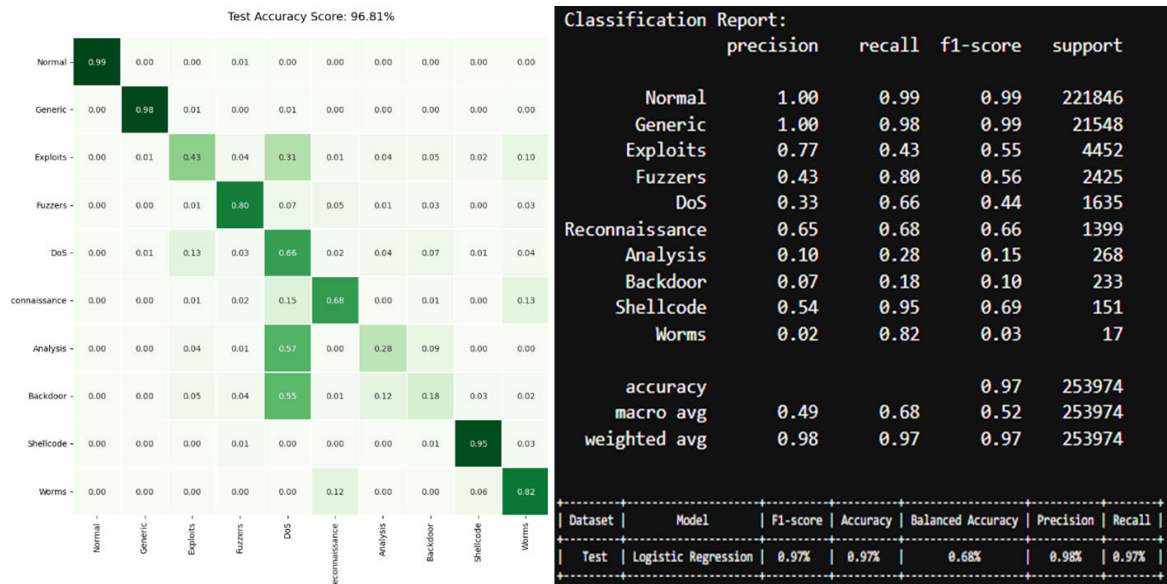 Test Accuracy Score: 96.81%
Normal 0.99 0.00 0.00 0.01 0.00 0.00 0.00 0.00 0.00 0.00
Generic 0.00 0.98 0.01 0.00 0.01 0.00 0.00 0.00 0.00 0.00
Exploits 0.00 0.01 0.43 0.04 0.31 0.01 0.04 0.05 0.02 0.10
Fuzzers 0.00 0.00 0.01 0.80 0.07 0.05 0.01 0.03 0.00 0.03
DoS 0.00 0.01 0.13 0.03 0.66 0.02 0.04 0.07 0.01 0.04
connaissance 0.00 0.00 0.01 0.02 0.15 0.68 0.00 0.01 0.00 0.13
Analysis 0.00 0.00 0.04 0.01 0.57 0.00 0.28 0.09 0.00 0.00
Backdoor 0.00 0.00 0.05 0.04 0.55 0.01 0.12 0.18 0.03 0.02
Shellcode 0.00 0.00 0.00 0.01 0.00 0.00 0.00 0.01 0.95 0.03
Worms 0.00 0.00 0.00 0.00 0.00 0.12 0.00 0.00 0.06 0.82
Normal Generic Exploits Fuzzers DoS econnaissance Analysis Backdoor Shellcode Worms
Classification Report:
precision recall f1-score support
Normal 1.00 0.99 0.99 221846
Generic 1.00 0.98 0.99 21548
Exploits 0.77 0.43 0.55 4452
Fuzzers 0.43 0.80 0.56 2425
DoS 0.33 0.66 0.44 1635
Reconnaissance 0.65 0.68 0.66 1399
Analysis 0.10 0.28 0.15 268
Backdoor 0.07 0.18 0.10 233
Shellcode 0.54 0.95 0.69 151
Worms 0.02 0.82 0.03 17
accuracy 0.97 253974
macro avg 0.49 0.68 0.52 253974
weighted avg 0.98 0.97 0.97 253974
| Dataset | Model | F1-score | Accuracy | Balanced Accuracy | Precision | Recall |
| Test | Logistic Regression | 0.97% | 0.97% | 0.68% | 0.98% | 0.97% |